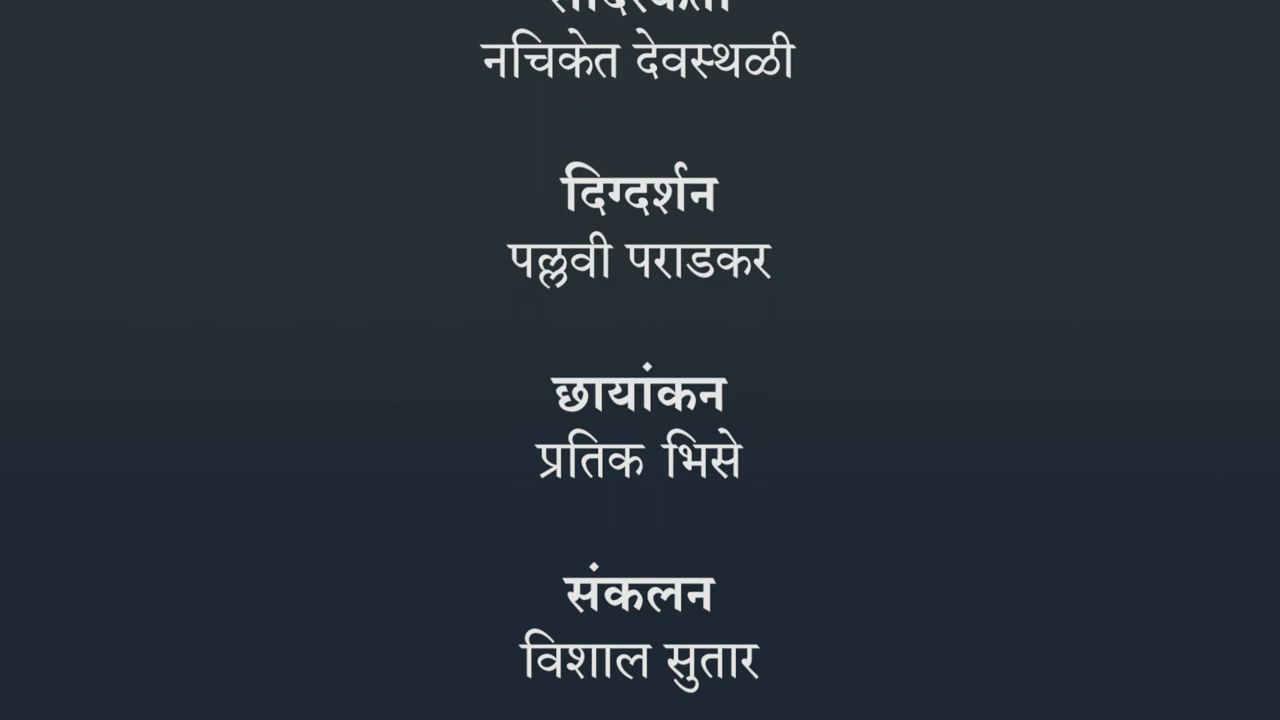 नचिकेत देवस्थळी
दिग्दर्शन
पल्लवी पराडकर
छायांकन
प्रतिक भिसे
संकलन
विशाल सुतार